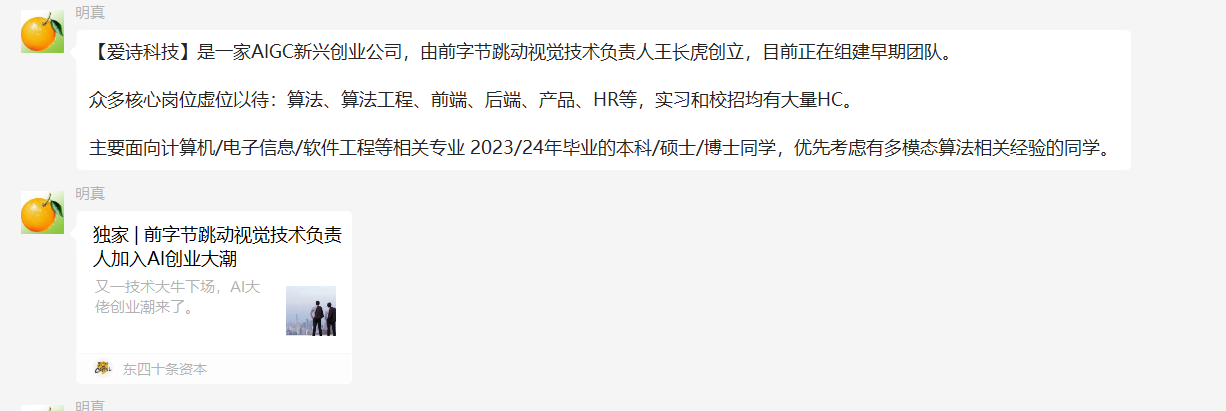 明真
【爱诗科技】是一家AIGC新兴创业公司，由前字节跳动视觉技术负责人王长虎创立，目前正在组建早期团队。
众多核心岗位虚位以待：算法、算法工程、前端、后端、产品、HR等，实习和校招均有大量HC。
主要面向计算机/电子信息/软件工程等相关专业 2023/24年毕业的本科/硕士/博士同学，优先考虑有多模态算法相关经验的同学。
明真
独家 | 前字节跳动视觉技术负责
人加入AI创业大潮
又一技术大牛下场，AI大
佬创业潮来了。
东四十条资本
明真